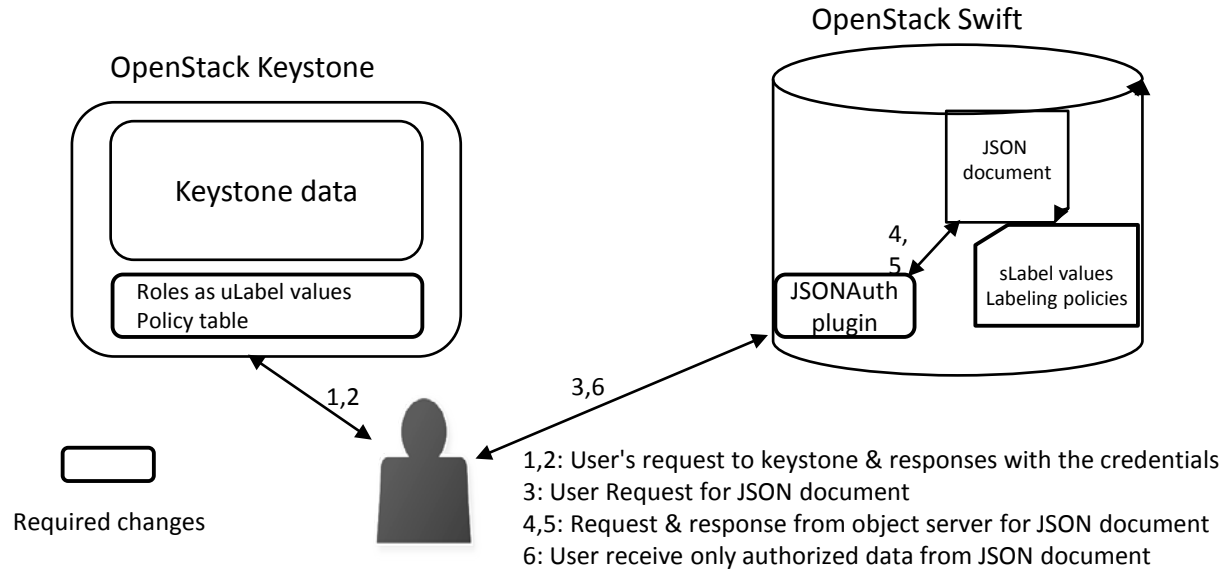 OpenStack Swift
OpenStack Keystone
Keystone data
Roles as uLabel values
Policy table
JSON
document
4,
5
sLabel values
Labeling policies
JSONAuth
plugin
1,2
3,6
Required changes
1,2: User's request to keystone & responses with the credentials
3: User Request for JSON document
4,5: Request & response from object server for JSON document
6: User receive only authorized data from JSON document